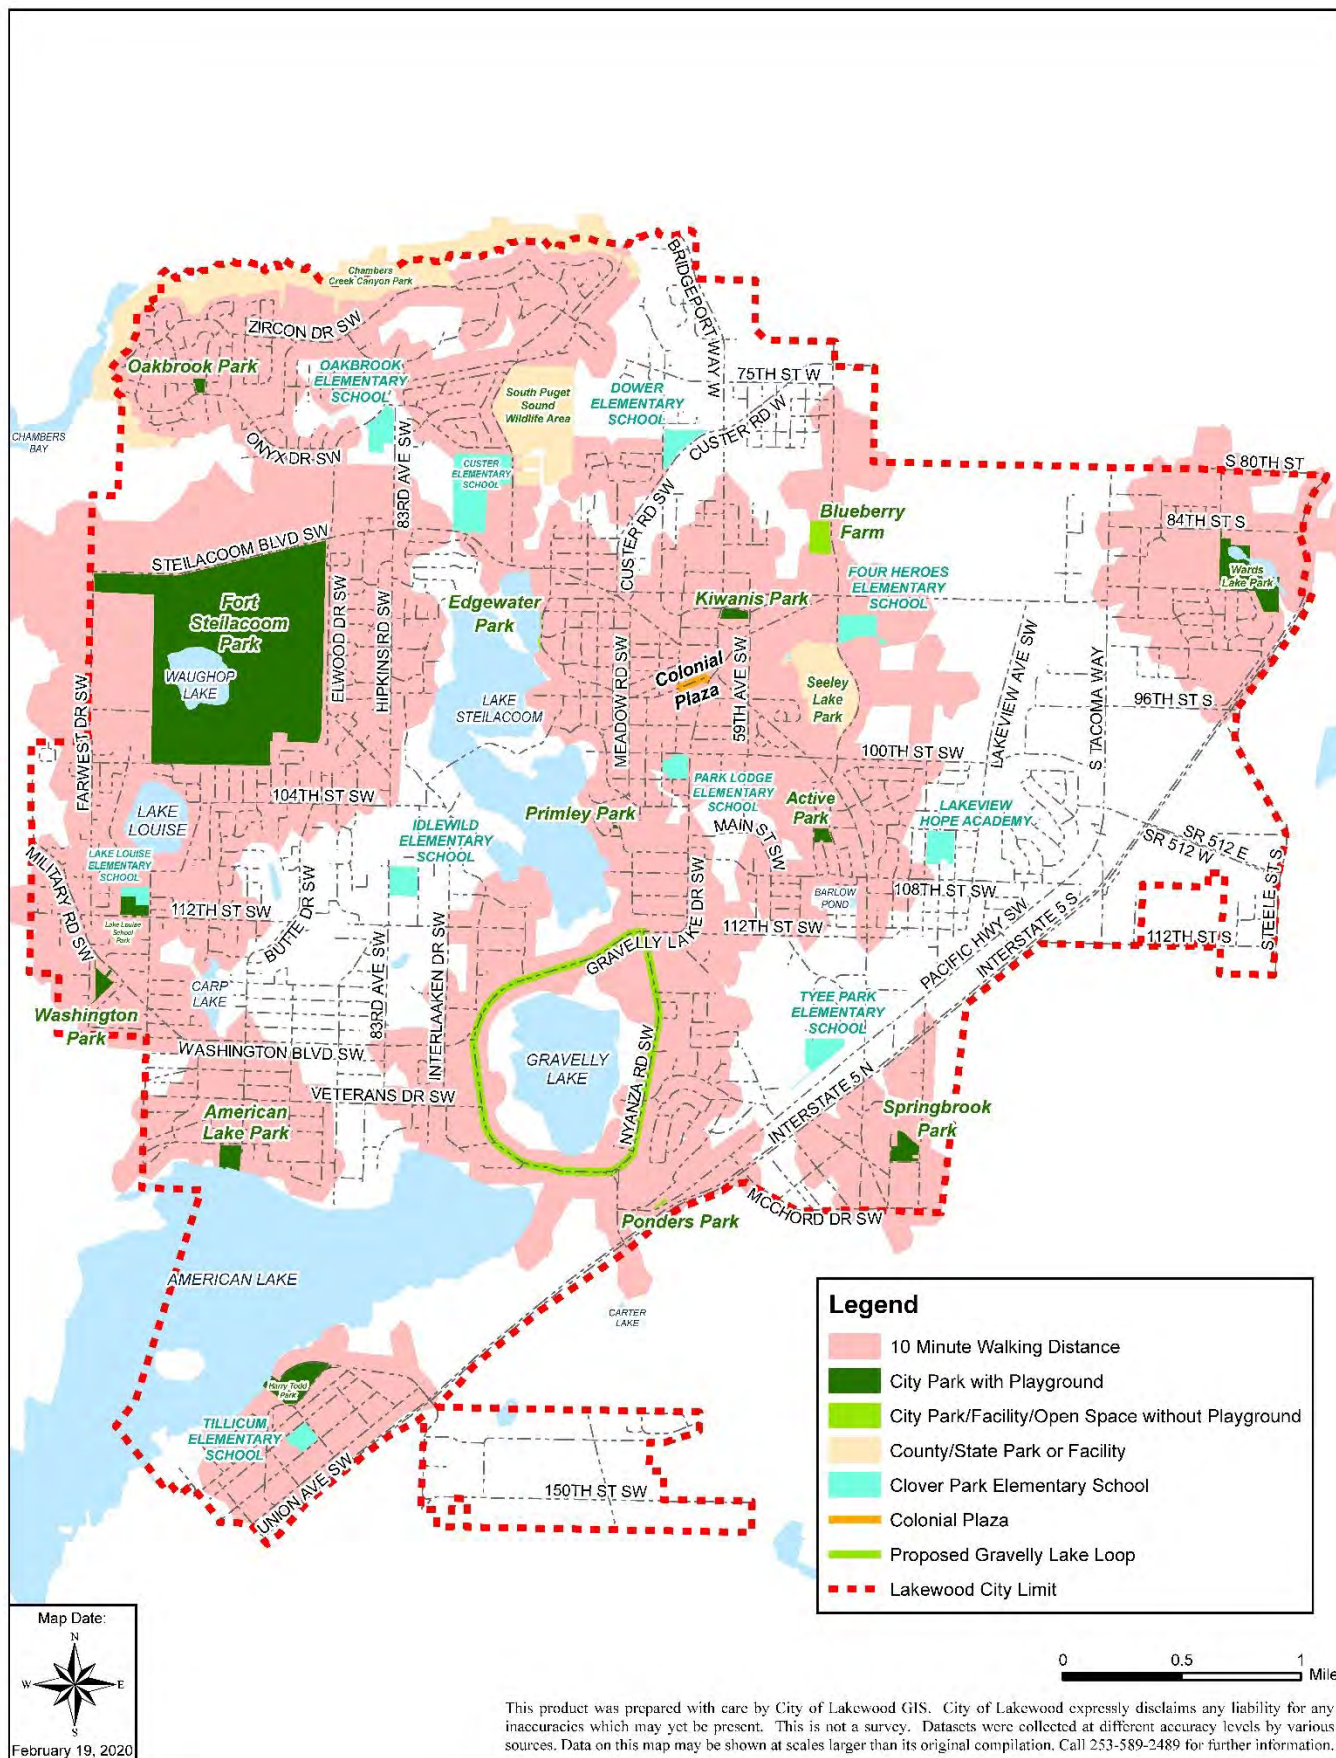 BRIDGEPORT WAY W
Chambers
Creek Canyon Park
ZIRCON DR SW
Oakbrook Park
OAKBROOK
ELEMENTARY
SCHOOL
South Puget
Sound
Wildlife Area
DOWER
ELEMENTARY
SCHOOL
75TH ST W
CUSTER RD W
CHAMBERS
BAY
ONYX DR SW
83RD AVE SW
CUSTER
ELEMENTARY
SCHOOL
S 80TH ST
CUSTER RD SW
Blueberry
Farm
84TH ST S
STEILACOOM BLVD SW
Wards
Lake Park
FOUR HEROES
ELEMENTARY
SCHOOL
Fort
Steilacoom
Park
ELWOOD DR SW
HIPKINS RD SW
Edgewater
Park
Kiwanis Park
WAUGHOP
LAKE
LAKE
STEILACOOM
MEADOW RD SW
Colonial
Plaza
59TH AVE SW
Seeley
Lake
Park
LAKEVIEW AVE SW
S TACOMA WAY
96TH ST S
FARWEST DR SW
100TH ST SW
104TH ST SW
PARK LODGE
ELEMENTARY
SCHOOL
Active
Park
LAKE
LOUISE
IDLEWILD
ELEMENTARY
SCHOOL
Primley Park
MAIN ST SW
LAKEVIEW
HOPE ACADEMY
SR 512 E
SR 512 W
MILITARY RD SW
LAKE LOUISE
ELEMENTARY
SCHOOL
Lake Louise
School
Park
112TH ST SW
BUTTE DR SW
GRAVELLY LAKE DR SW
BARLOW
POND
108TH ST SW
112TH ST SW
PACIFIC HWY SW
INTERSTATE 5 S
112TH ST S
STEELE ST S
CARP
LAKE
83RD AVE SW
INTERLAAKEN DR SW
Washington
Park
WASHINGTON BLVD SW
GRAVELLY
LAKE
NYANZA RD SW
TYEE PARK
ELEMENTARY
SCHOOL
VETERANS DR SW
American
Lake Park
INTERSTATE 5 N
Springbrook
Park
Ponders Park
MCCHORD DR SW
AMERICAN LAKE
CARTER
LAKE
Harry Todd
Park
TILLICUM
ELEMENTARY
SCHOOL
UNION AVE SW
150TH ST SW
Legend
10 Minute Walking Distance
City Park with Playground
City Park/Facility/Open Space without Playground
County/State Park or Facility
Clover Park Elementary School
Colonial Plaza
Proposed Gravelly Lake Loop
Lakewood City Limit
Map Date:
N
W E
S
February 19, 2020
0 0.5 1
Mile
This product was prepared with care by City of Lakewood GIS. City of Lakewood expressly disclaims any liability for any
inaccuracies which may yet be present. This is not a survey. Datasets were collected at different accuracy levels by various
sources. Data on this map may be shown at scales larger than its original compilation. Call 253-589-2489 for further information.